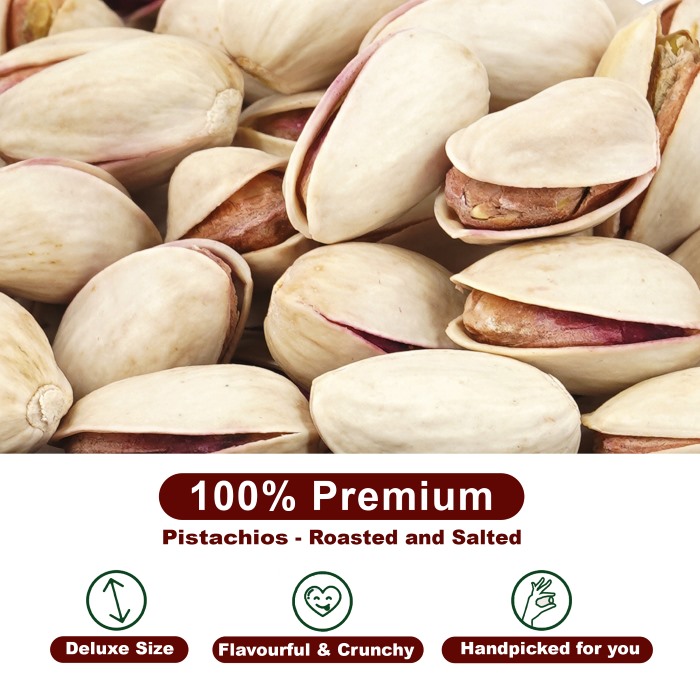 100% Premium
Pistachios - Roasted and Salted
Deluxe Size
Flavourful & Crunchy
Handpicked for you